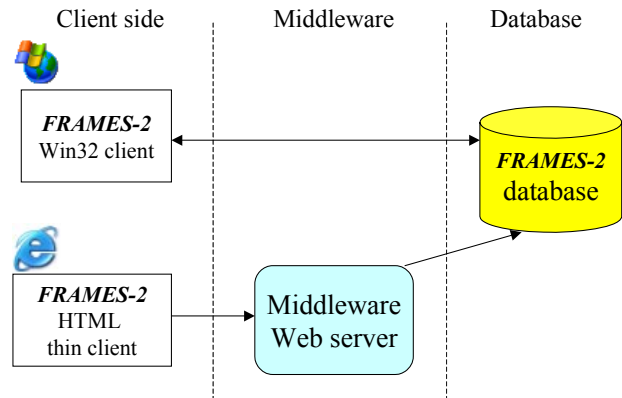 Client side
Middleware
Database
FRAMES-2
Win32 client
FRAMES-2
database
FRAMES-2
HTML
thin client
Middleware
Web server